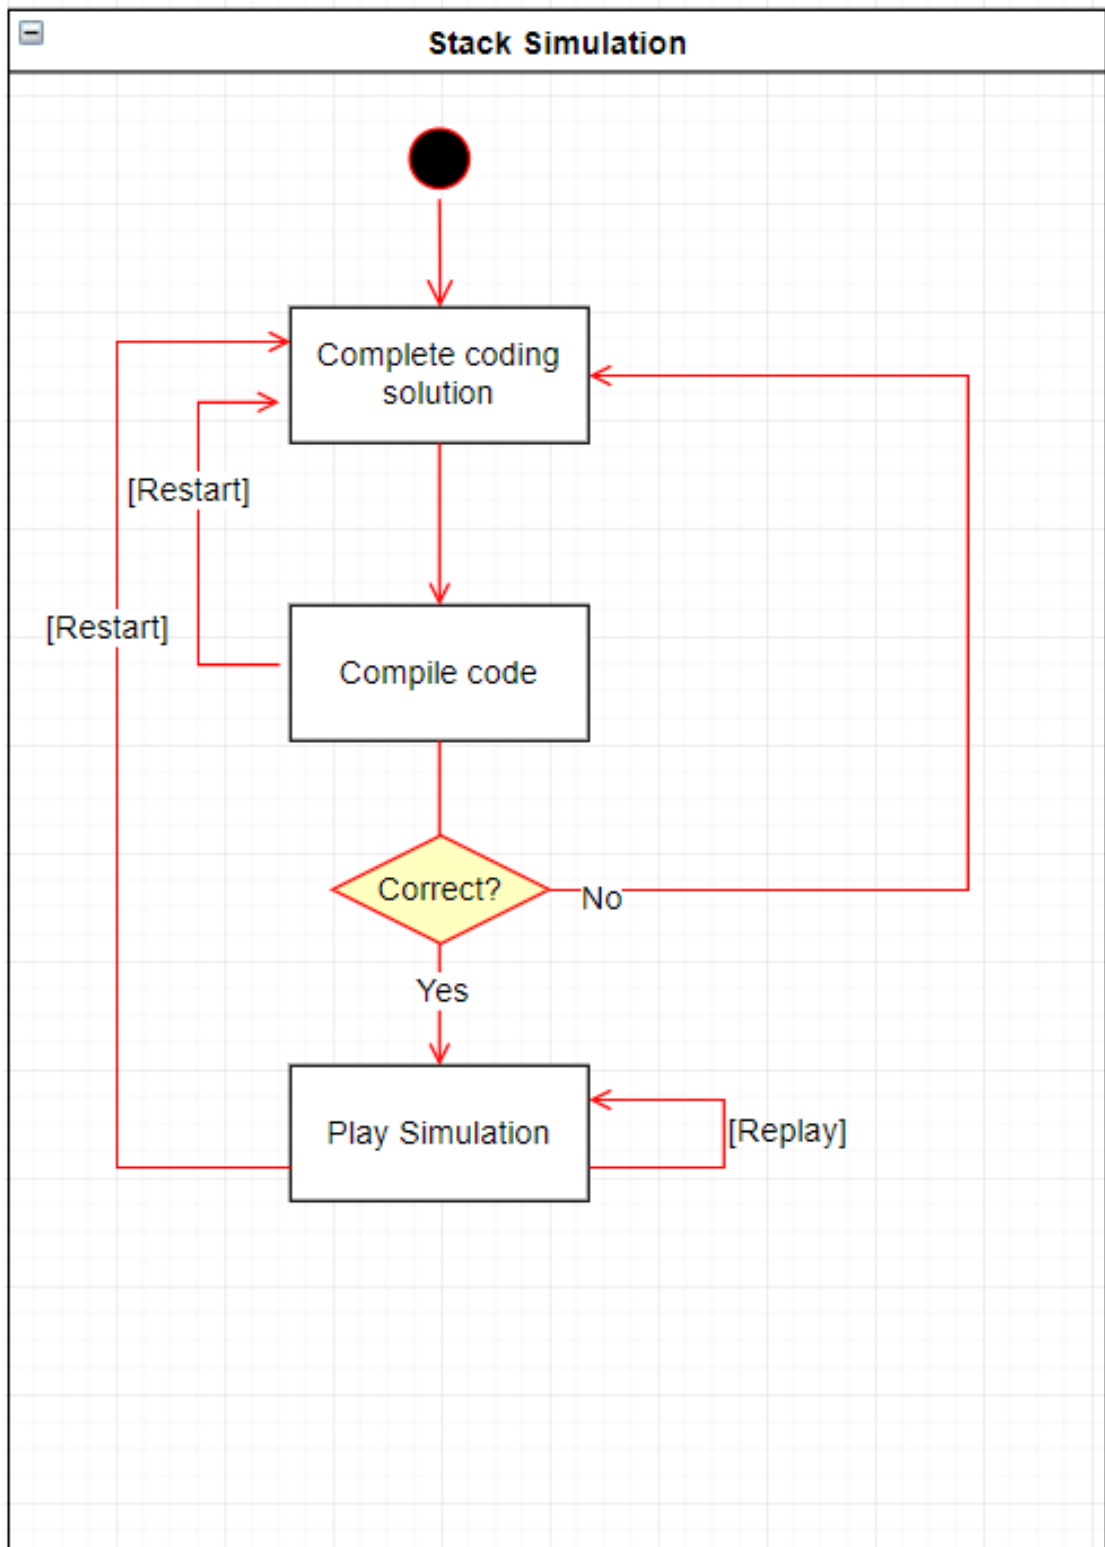 Stack Simulation
Complete coding
solution
[Restart]
[Restart]
Compile code
Correct?
No
Yes
Play Simulation
[Replay]